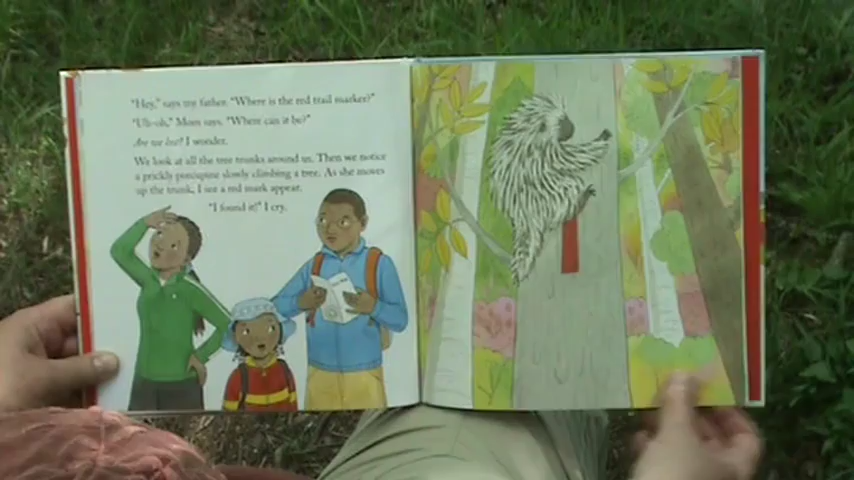 "Hey," says my father. "Where is the red trail marker?"
"Uh-oh," Mom says. "Where can it be?"
Are we lost? I wonder.
We look at all the tree trunks around us. Then we notice
a prickly porcupine slowly climbing a tree. As she moves
up the trunk, I see a red mark appear.
"I found it!" I cry.